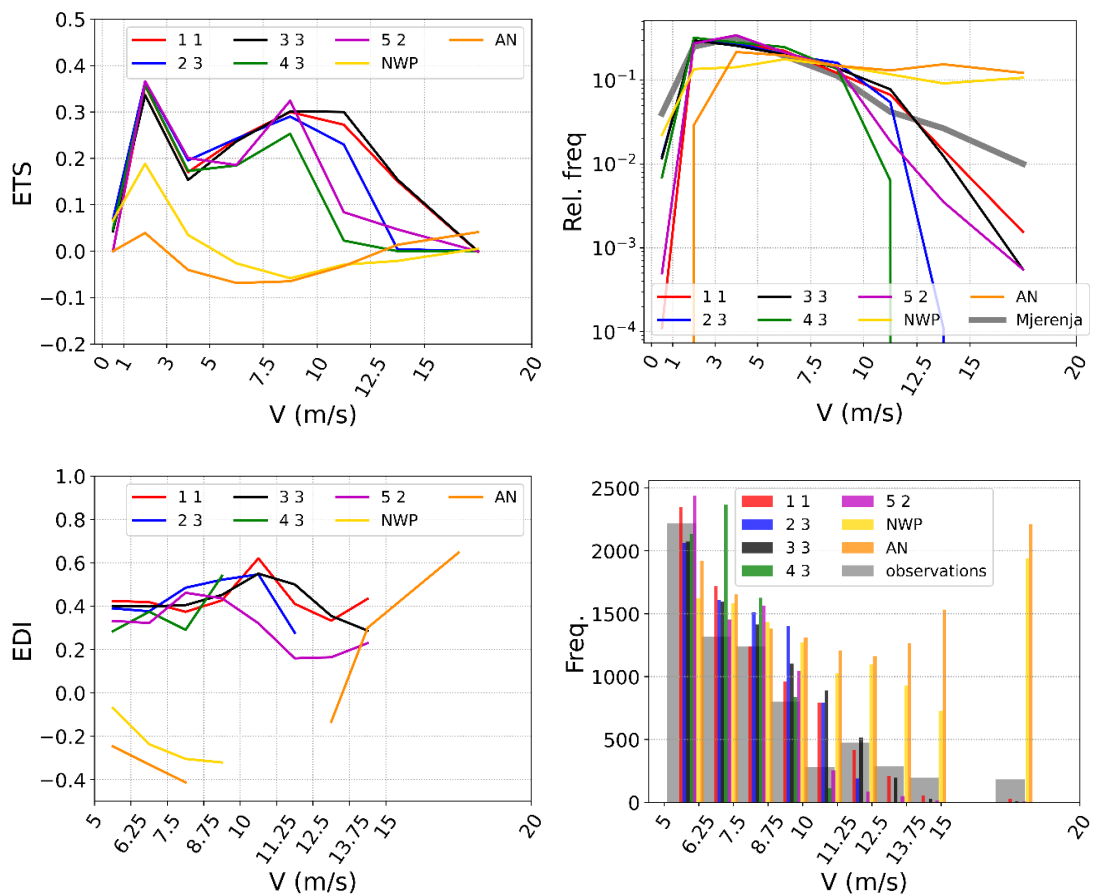 0.5
0.4
0.3
0.2
0.1
0.0
−0.1
−0.2
ETS
1 1 3 3 5 2 AN
2 3 4 3 NWP
0 1 3 5 7.5 10 12.5 15 20
V (m/s)
10⁻¹
10⁻²
10⁻³
10⁻⁴
Rel. freq
1 1 3 3 5 2 AN
2 3 4 3 NWP Mjerenja
0 1 3 5 7.5 10 12.5 15 20
V (m/s)
1.0
0.8
0.6
0.4
0.2
0.0
−0.2
−0.4
EDI
1 1 3 3 5 2 AN
2 3 4 3 NWP
5 6.25 7.5 8.75 10 11.25 12.5 13.75 15 20
V (m/s)
2500
2000
1500
1000
500
0
Freq.
1 1 5 2
2 3 NWP
3 3 AN
4 3 observations
5 6.25 7.5 8.75 10 11.25 12.5 13.75 15 20
V (m/s)